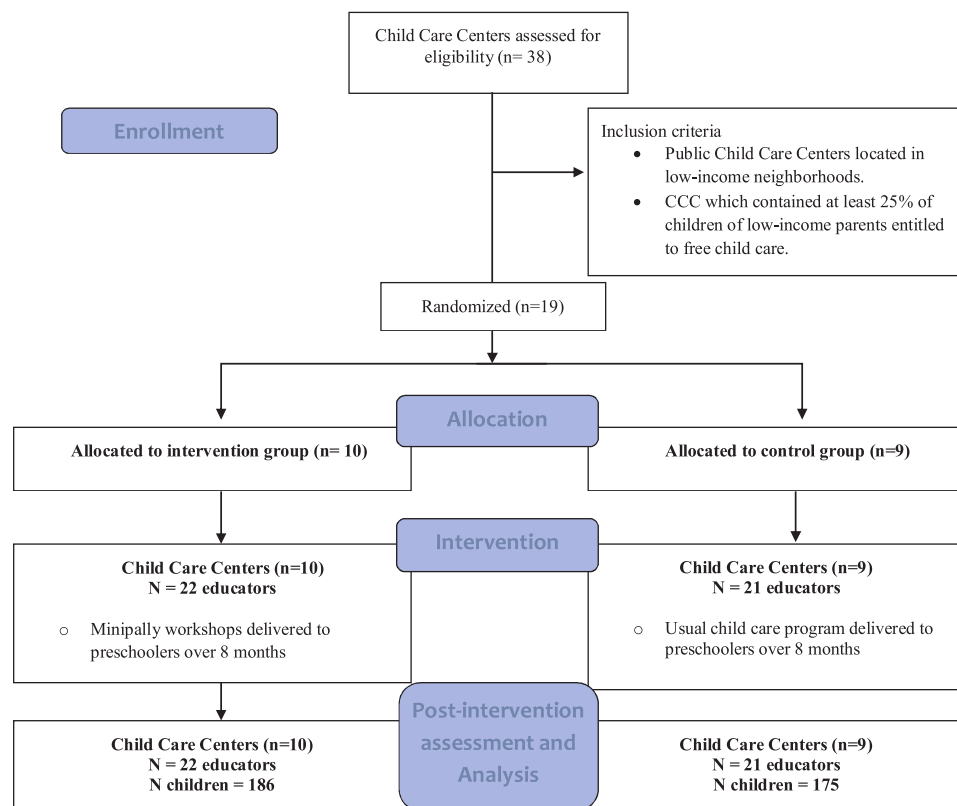 Child Care Centers assessed for
eligibility (n= 38)
Enrollment
Inclusion criteria
• Public Child Care Centers located in
low-income neighborhoods.
• CCC which contained at least 25% of
children of low-income parents entitled
to free child care.
Randomized (n=19)
Allocation
Allocated to intervention group (n= 10)
Allocated to control group (n=9)
Intervention
Child Care Centers (n=10)
N = 22 educators
○ Minipally workshops delivered to
preschoolers over 8 months
Child Care Centers (n=9)
N = 21 educators
○ Usual child care program delivered to
preschoolers over 8 months
Post-intervention
assessment and
Analysis
Child Care Centers (n=10)
N = 22 educators
N children = 186
Child Care Centers (n=9)
N = 21 educators
N children = 175